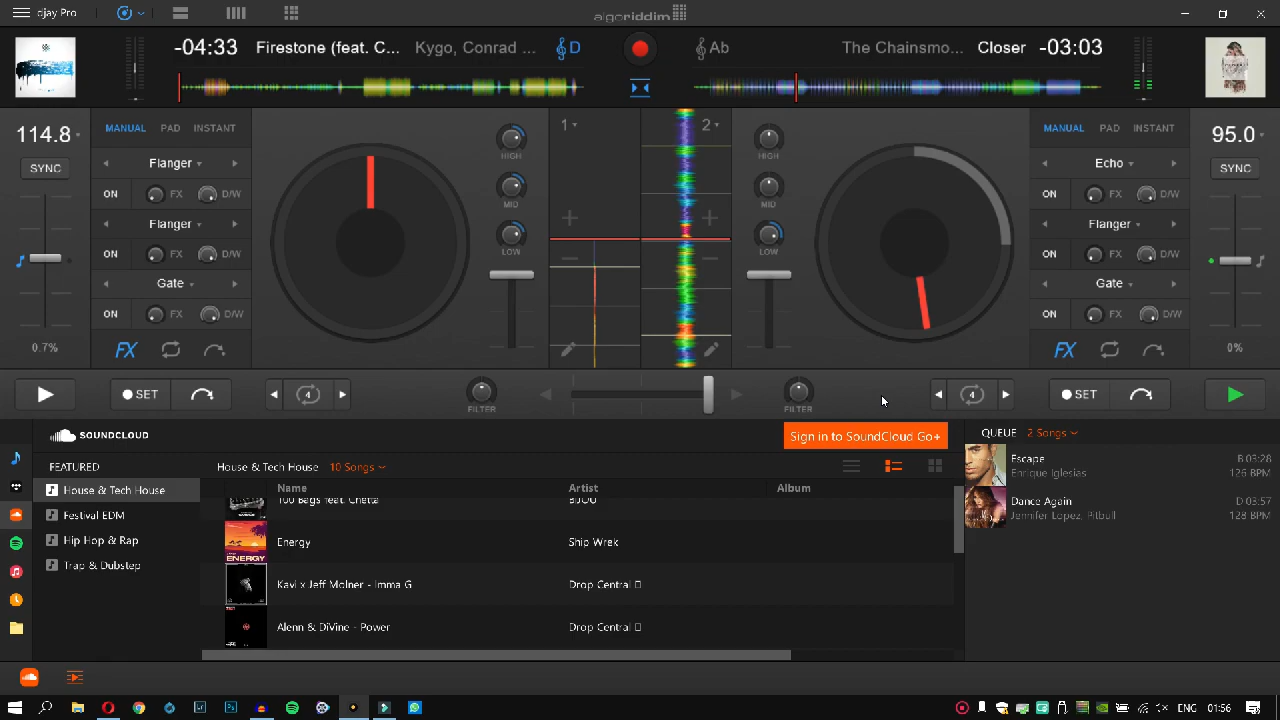 djay Pro
algoriddim
-04:33
Firestone (feat. C...
Kygo, Conrad ...
D
Ab
The Chainsmo...
Closer
-03:03
114.8
SYNC
0.7%
MANUAL PAD INSTANT
Flanger
ON FX D/W
Flanger
ON FX D/W
Gate
ON FX D/W
FX
HIGH
MID
LOW
1
2
HIGH
MID
LOW
MANUAL PAD INSTANT
Echo
ON FX D/W
Flanger
ON FX D/W
Gate
ON FX D/W
FX
95.0
SYNC
0%
SET
4
FILTER
FILTER
4
SET
SOUNDCLOUD
Sign in to SoundCloud Go+
QUEUE 2 Songs
FEATURED
House & Tech House 10 Songs
House & Tech House
Festival EDM
Hip Hop & Rap
Trap & Dubstep
Name Artist Album
100 Bags feat. Chetta BIJOU
ENERGY
Energy Ship Wrek
Kavi x Jeff Molner - Imma G Drop Central
Alenn & DiVine - Power Drop Central
Escape B 03:28
Enrique Iglesias 126 BPM
Dance Again D 03:57
Jennifer Lopez, Pitbull 128 BPM
ENG 01:56